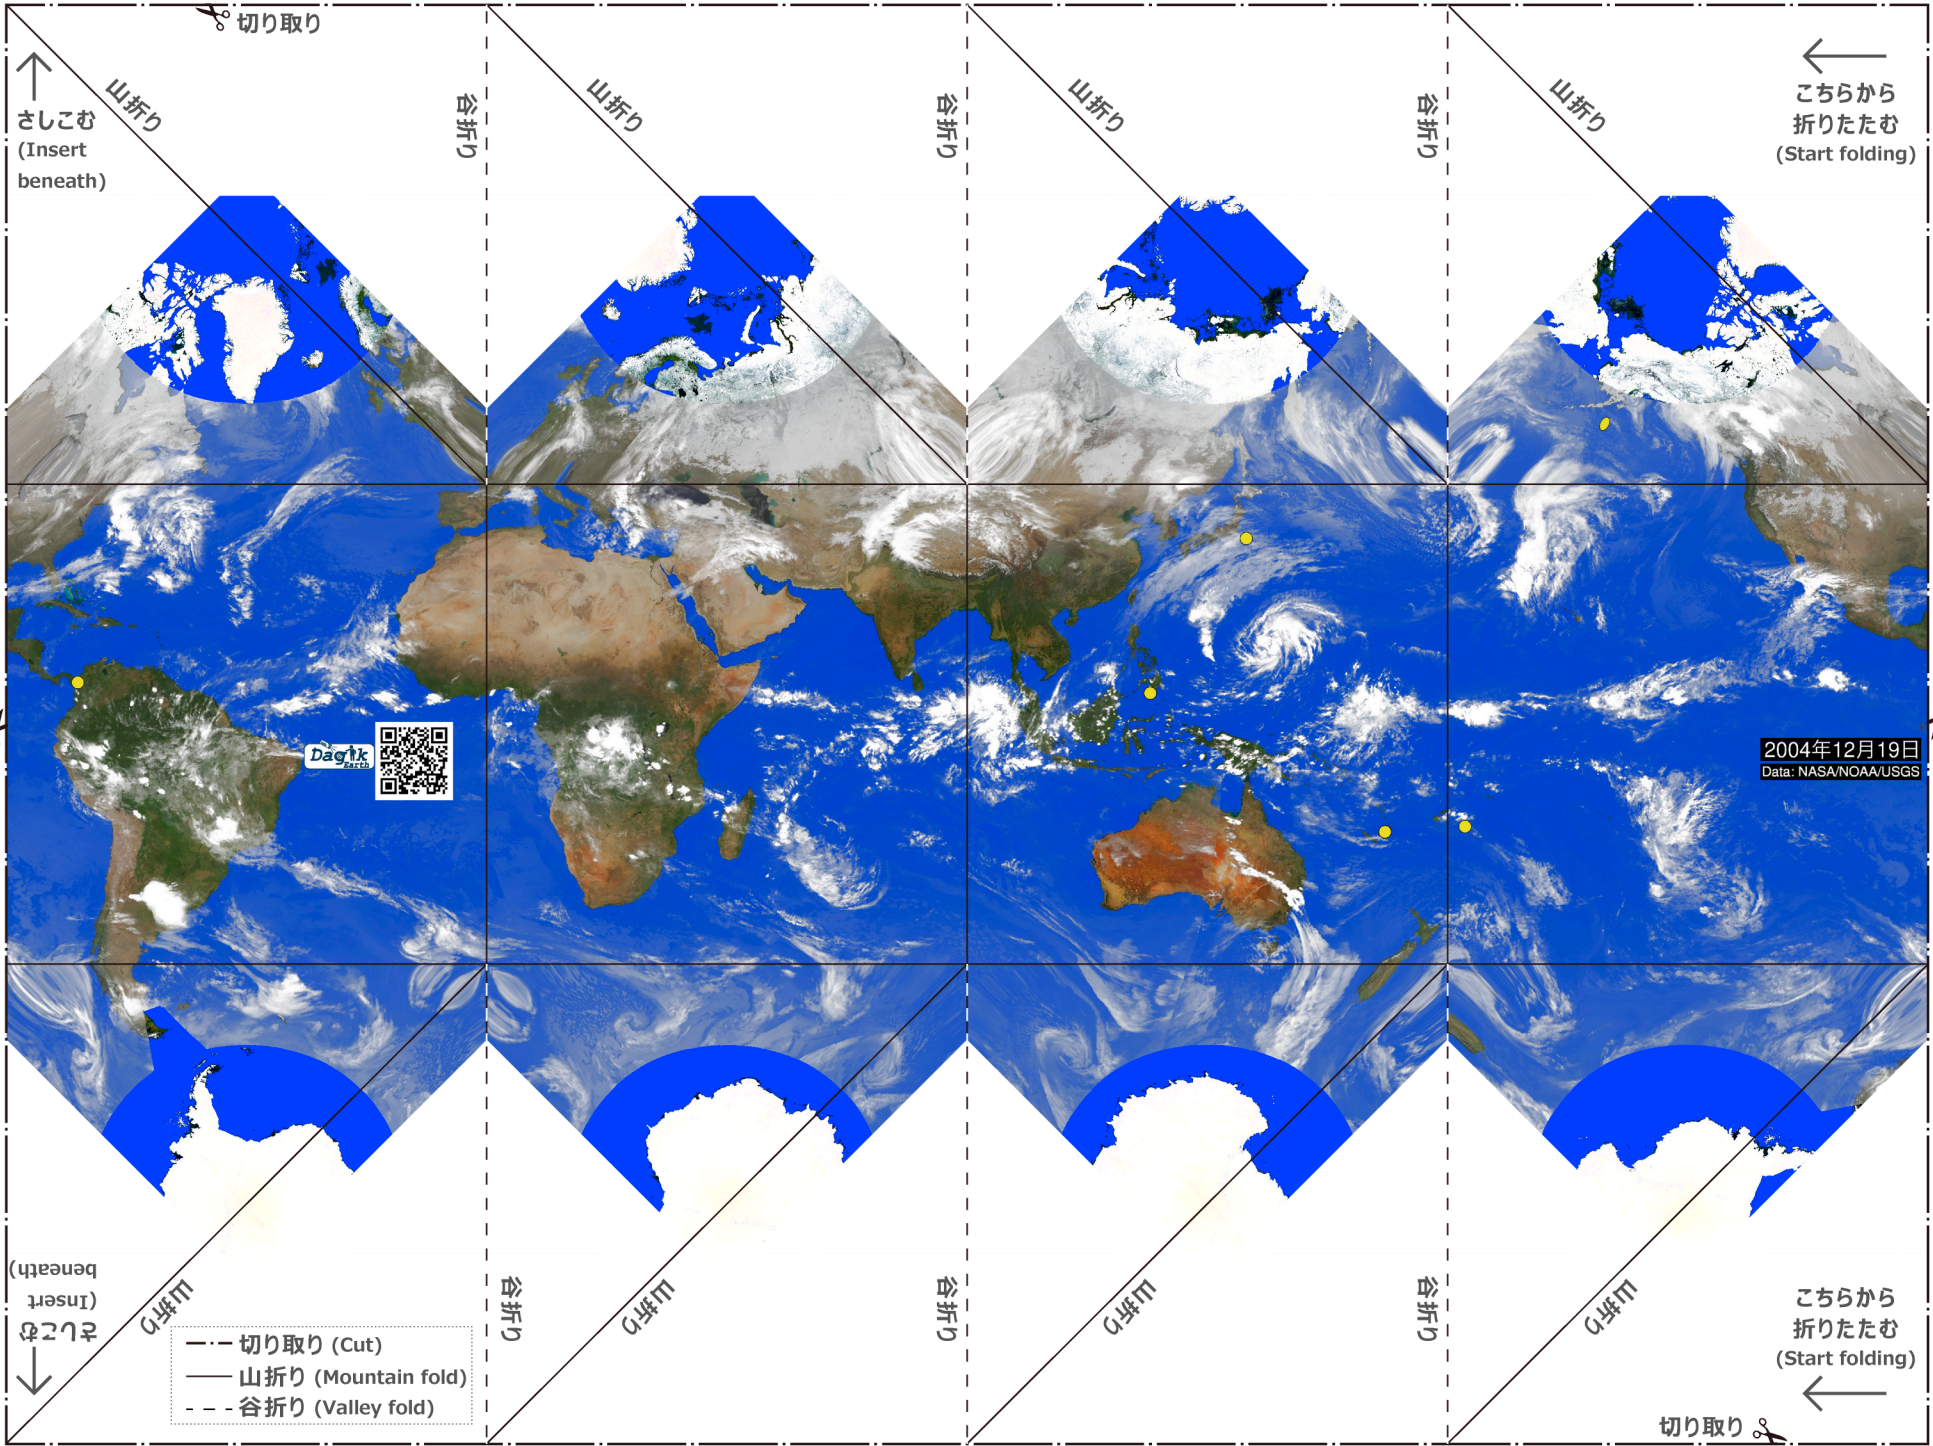 切り取り
さしこむ
(Insert
beneath)
山折り
谷折り
山折り
谷折り
山折り
谷折り
山折り
こちらから
折りたたむ
(Start folding)
Dagik
Earth
2004年12月19日
Data: NASA/NOAA/USGS
さしこむ
(Insert
beneath)
山折り
谷折り
山折り
谷折り
山折り
谷折り
山折り
こちらから
折りたたむ
(Start folding)
切り取り (Cut)
山折り (Mountain fold)
谷折り (Valley fold)
切り取り